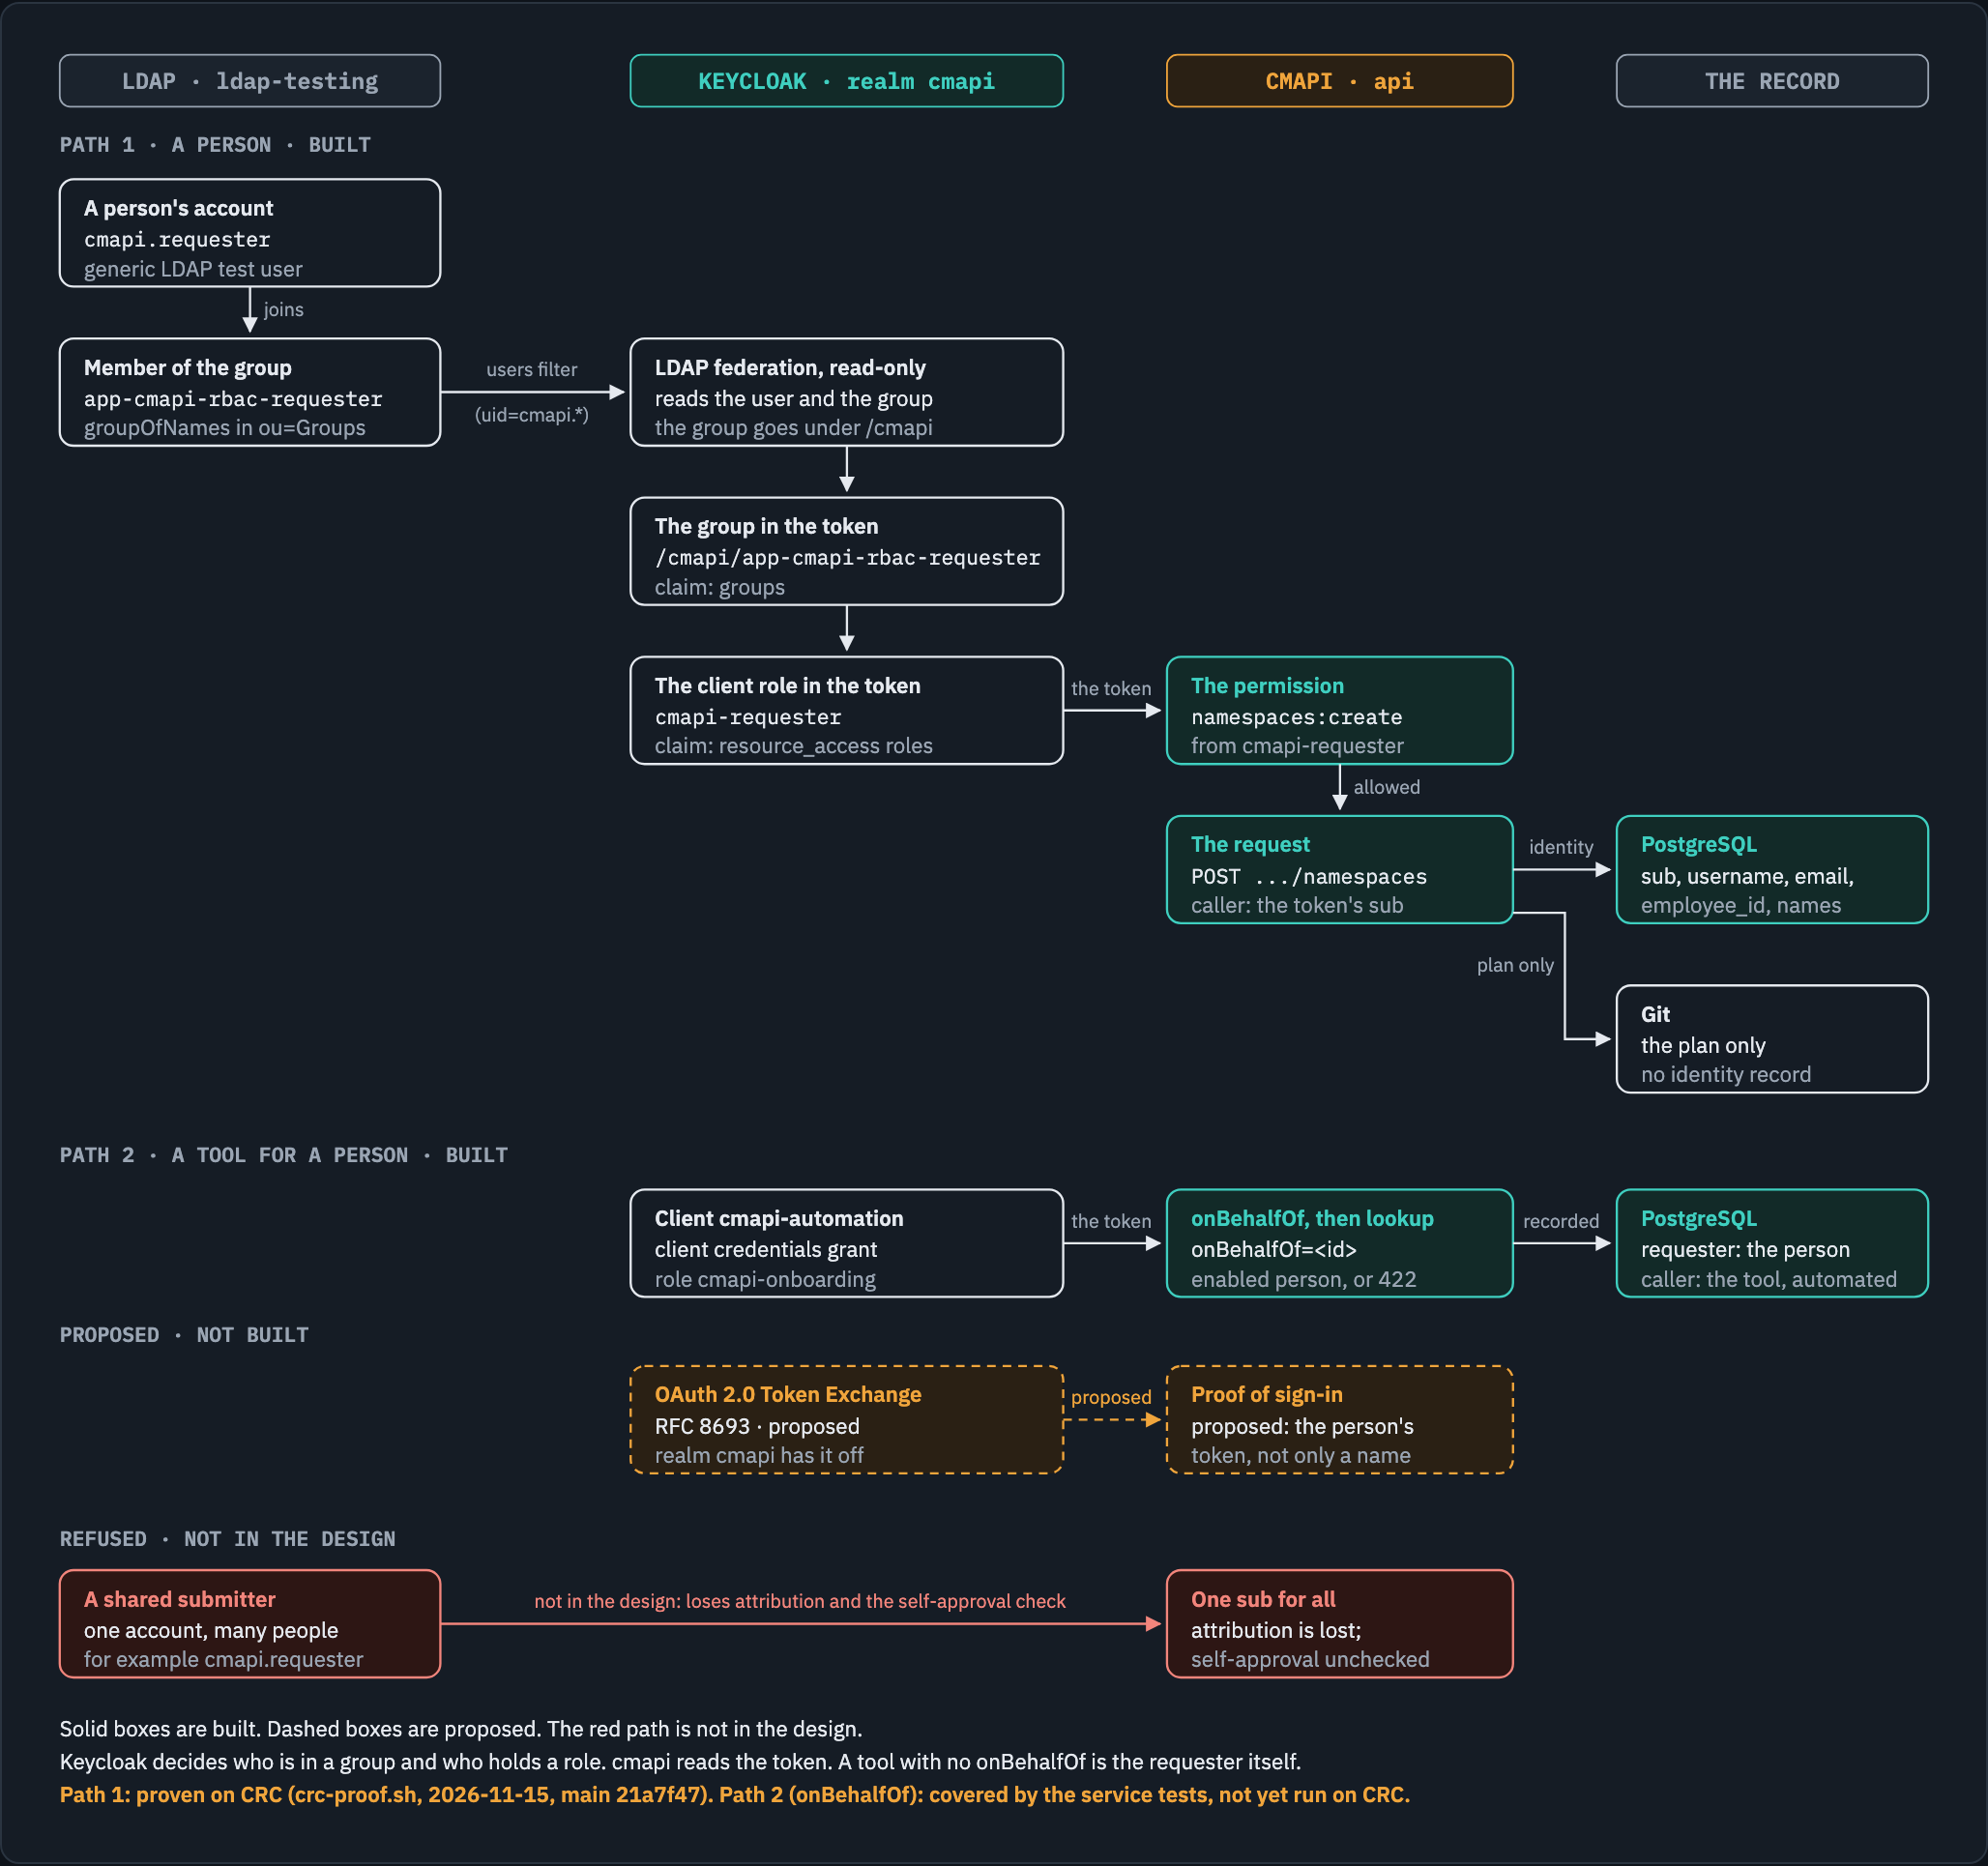 LDAP · ldap-testing
KEYCLOAK · realm cmapi
CMAPI · api
THE RECORD
PATH 1 · A PERSON · BUILT
A person's account
cmapi.requester
generic LDAP test user
joins
Member of the group
app-cmapi-rbac-requester
groupOfNames in ou=Groups
users filter
(uid=cmapi.*)
LDAP federation, read-only
reads the user and the group
the group goes under /cmapi
The group in the token
/cmapi/app-cmapi-rbac-requester
claim: groups
The client role in the token
cmapi-requester
claim: resource_access roles
the token
The permission
namespaces:create
from cmapi-requester
allowed
The request
POST .../namespaces
caller: the token's sub
identity
PostgreSQL
sub, username, email,
employee_id, names
plan only
Git
the plan only
no identity record
PATH 2 · A TOOL FOR A PERSON · BUILT
Client cmapi-automation
client credentials grant
role cmapi-onboarding
the token
onBehalfOf, then lookup
onBehalfOf=<id>
enabled person, or 422
recorded
PostgreSQL
requester: the person
caller: the tool, automated
PROPOSED · NOT BUILT
OAuth 2.0 Token Exchange
RFC 8693 · proposed
realm cmapi has it off
proposed
Proof of sign-in
proposed: the person's
token, not only a name
REFUSED · NOT IN THE DESIGN
A shared submitter
one account, many people
for example cmapi.requester
not in the design: loses attribution and the self-approval check
One sub for all
attribution is lost;
self-approval unchecked
Solid boxes are built. Dashed boxes are proposed. The red path is not in the design.
Keycloak decides who is in a group and who holds a role. cmapi reads the token. A tool with no onBehalfOf is the requester itself.
Path 1: proven on CRC (crc-proof.sh, 2026-11-15, main 21a7f47). Path 2 (onBehalfOf): covered by the service tests, not yet run on CRC.